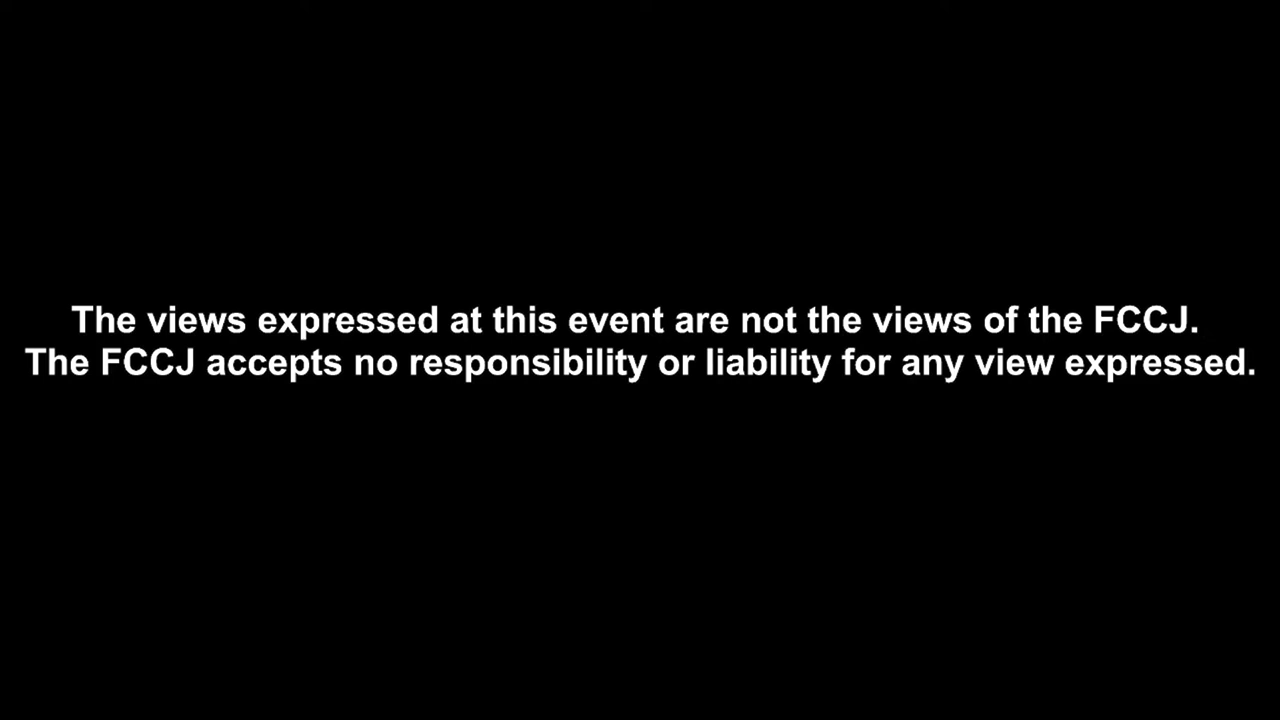 The views expressed at this event are not the views of the FCCJ.
The FCCJ accepts no responsibility or liability for any view expressed.